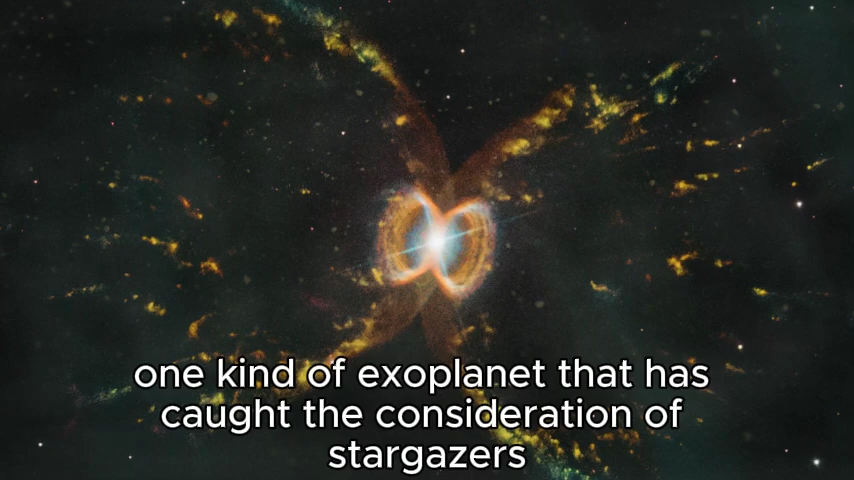 one kind of exoplanet that has
caught the consideration of
stargazers